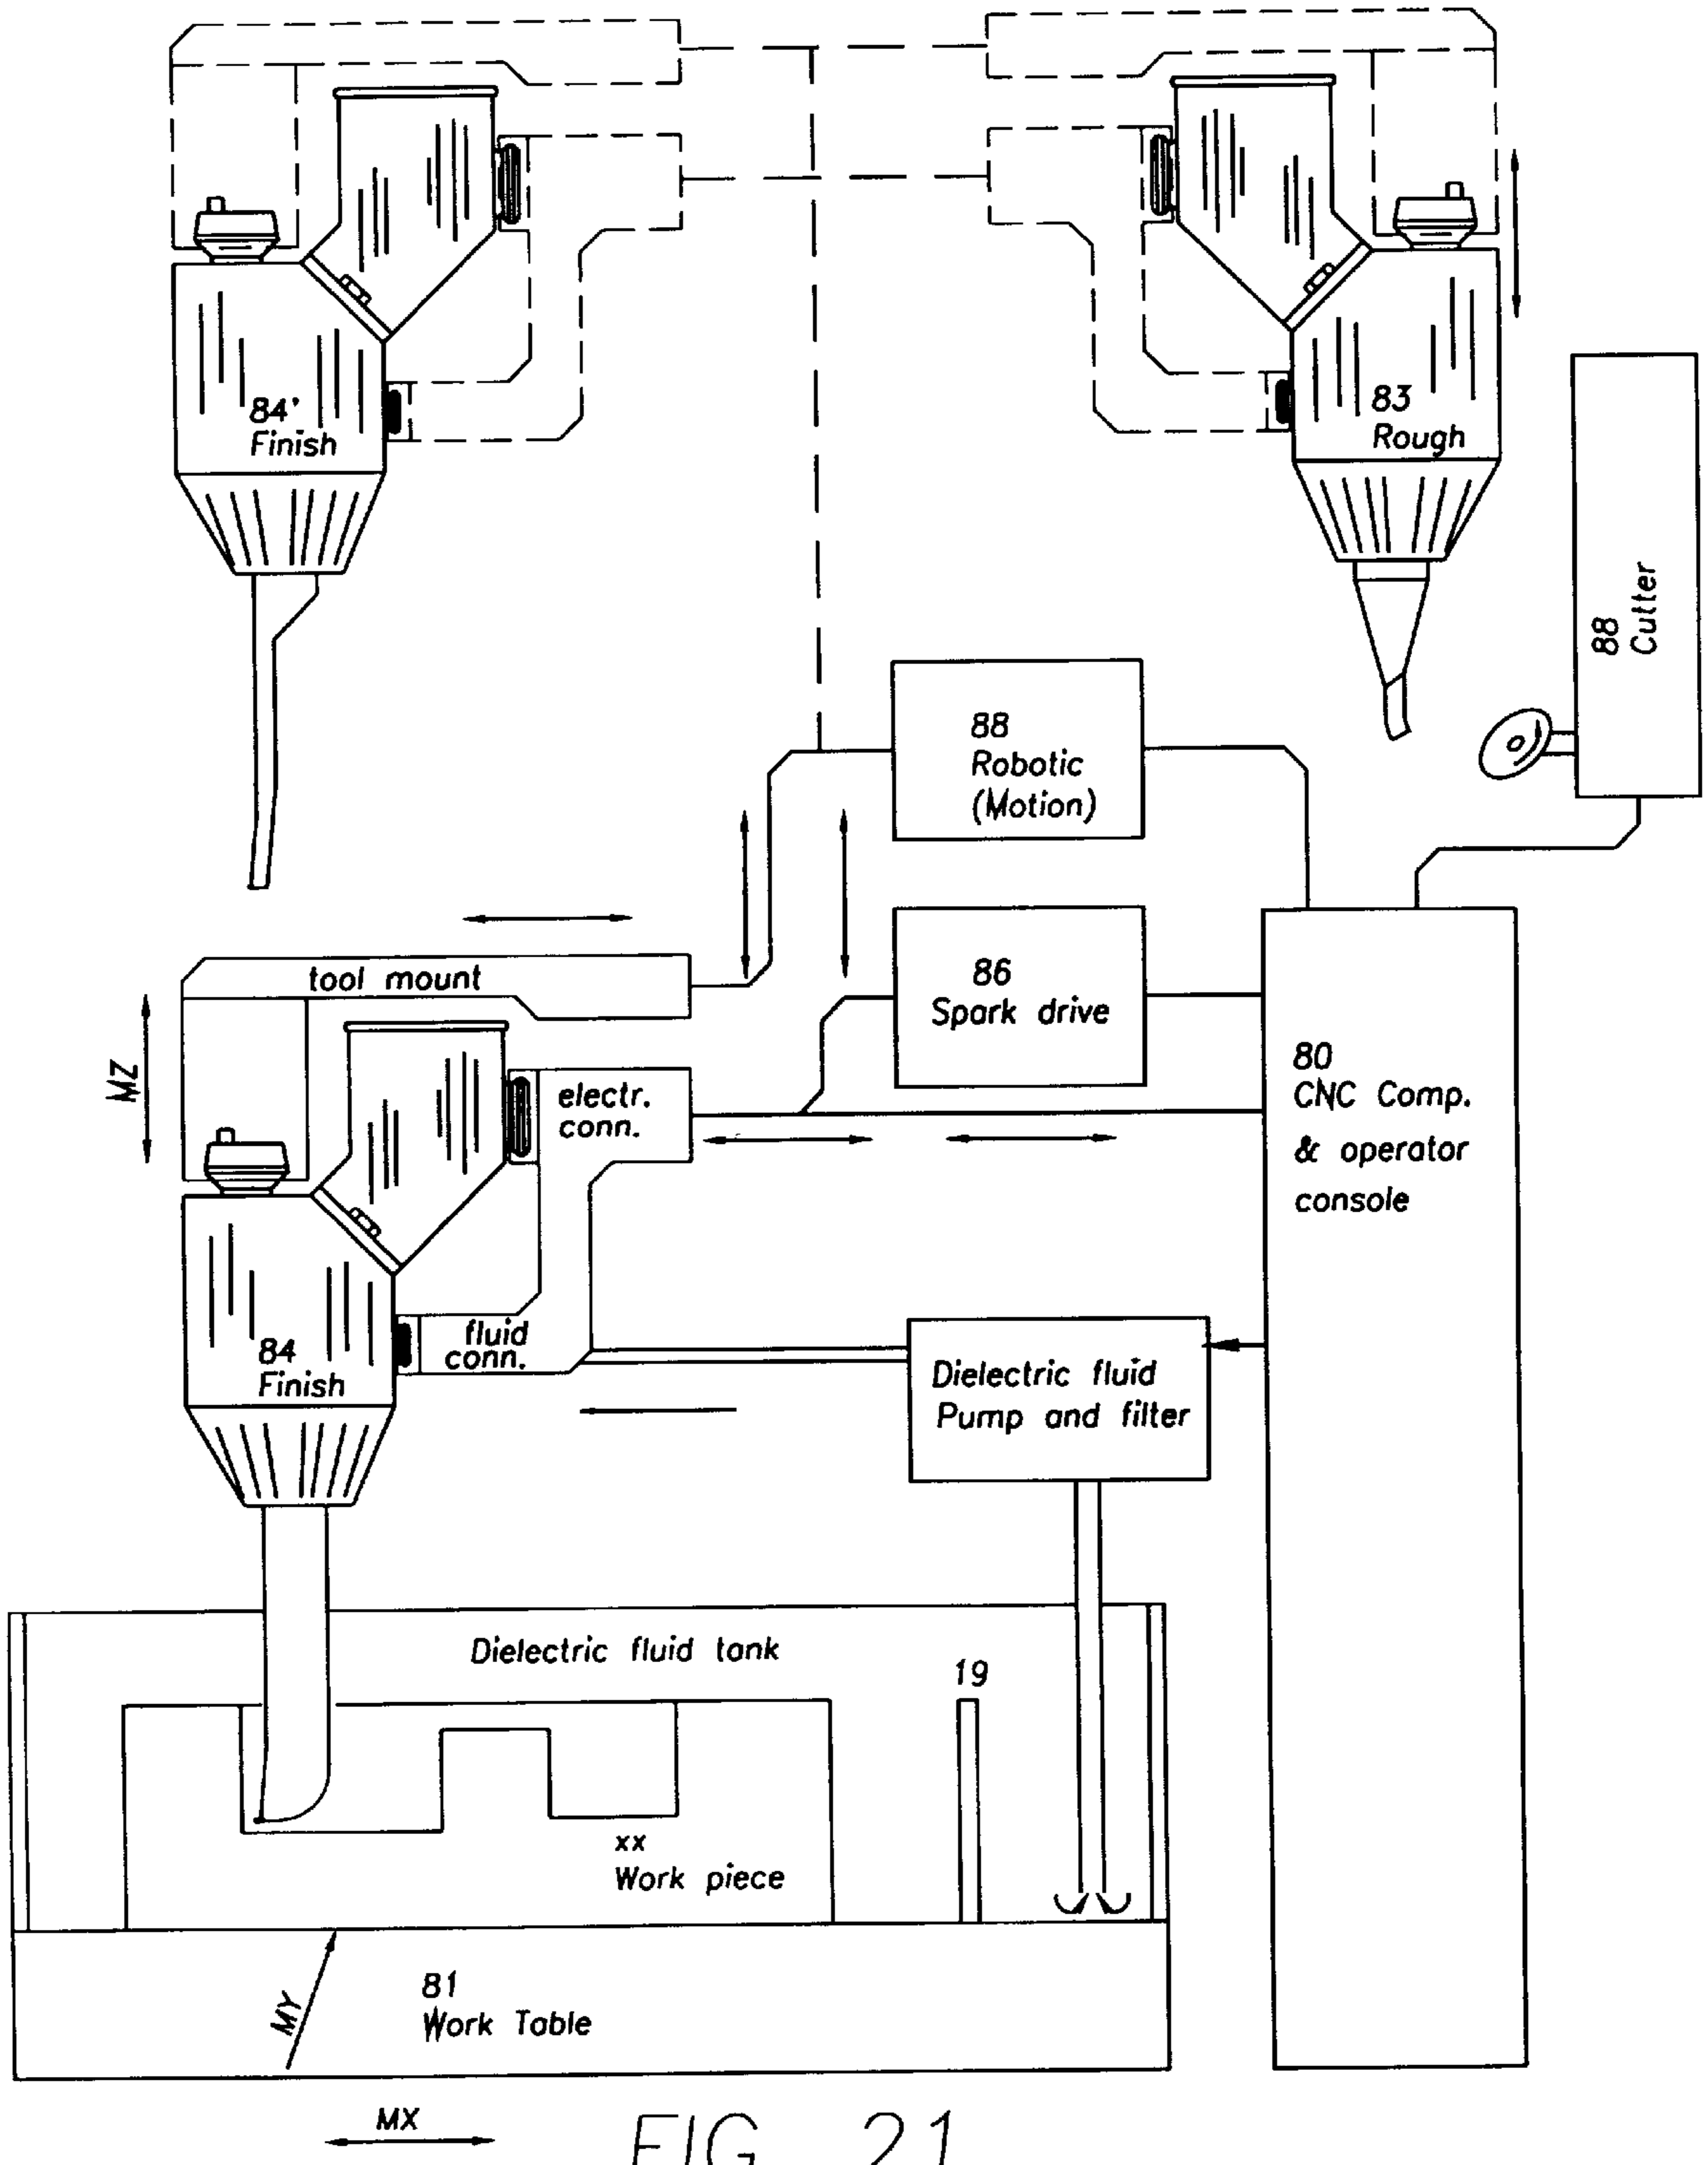 84'
Finish
83
Rough
88
Cutter
88
Robotic
(Motion)
tool mount
86
Spark drive
MZ
electr.
conn.
80
CNC Comp.
& operator
console
fluid
conn.
84
Finish
Dielectric fluid
Pump and filter
Dielectric fluid tank
19
xx
Work piece
MY
81
Work Table
MX
FIG. 21